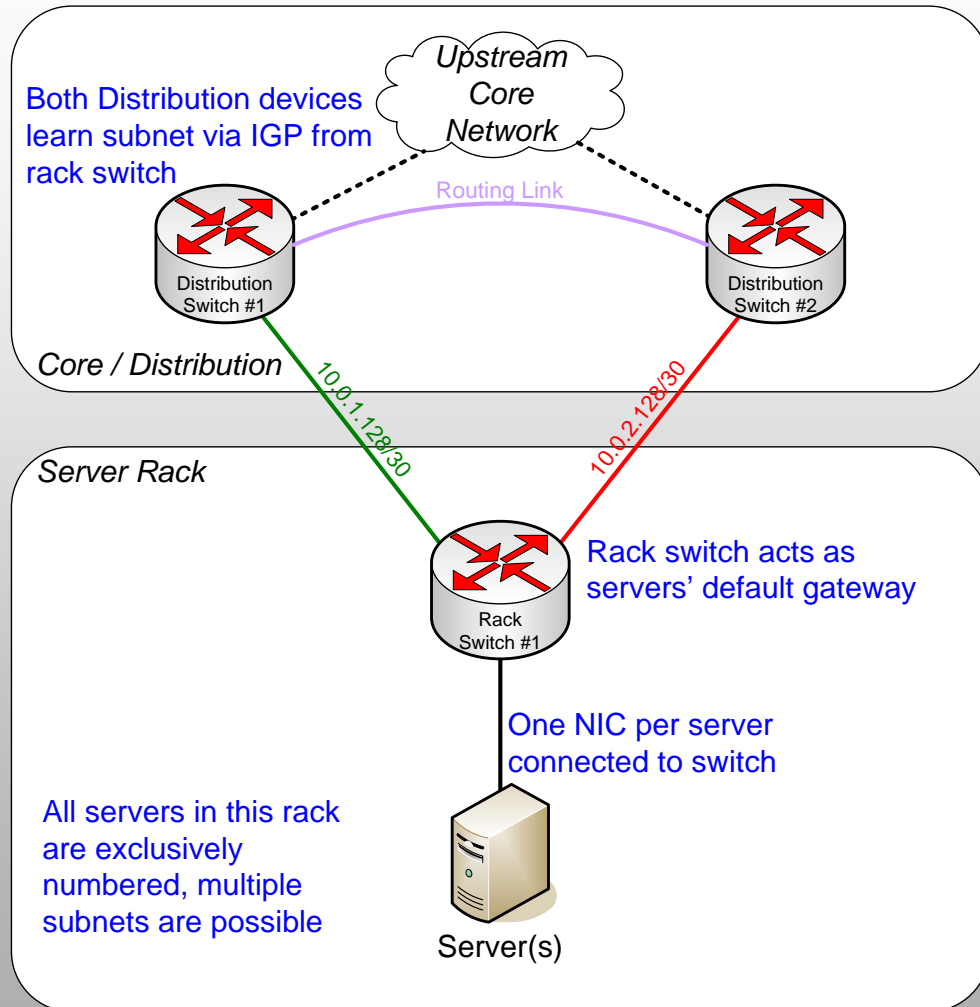 Upstream
Core
Network
Both Distribution devices
learn subnet via IGP from
rack switch
Routing Link
Distribution
Switch #1
Distribution
Switch #2
Core / Distribution
10.0.1.128/30
10.0.2.128/30
Server Rack
Rack switch acts as
servers’ default gateway
Rack
Switch #1
One NIC per server
connected to switch
All servers in this rack
are exclusively
numbered, multiple
subnets are possible
Server(s)